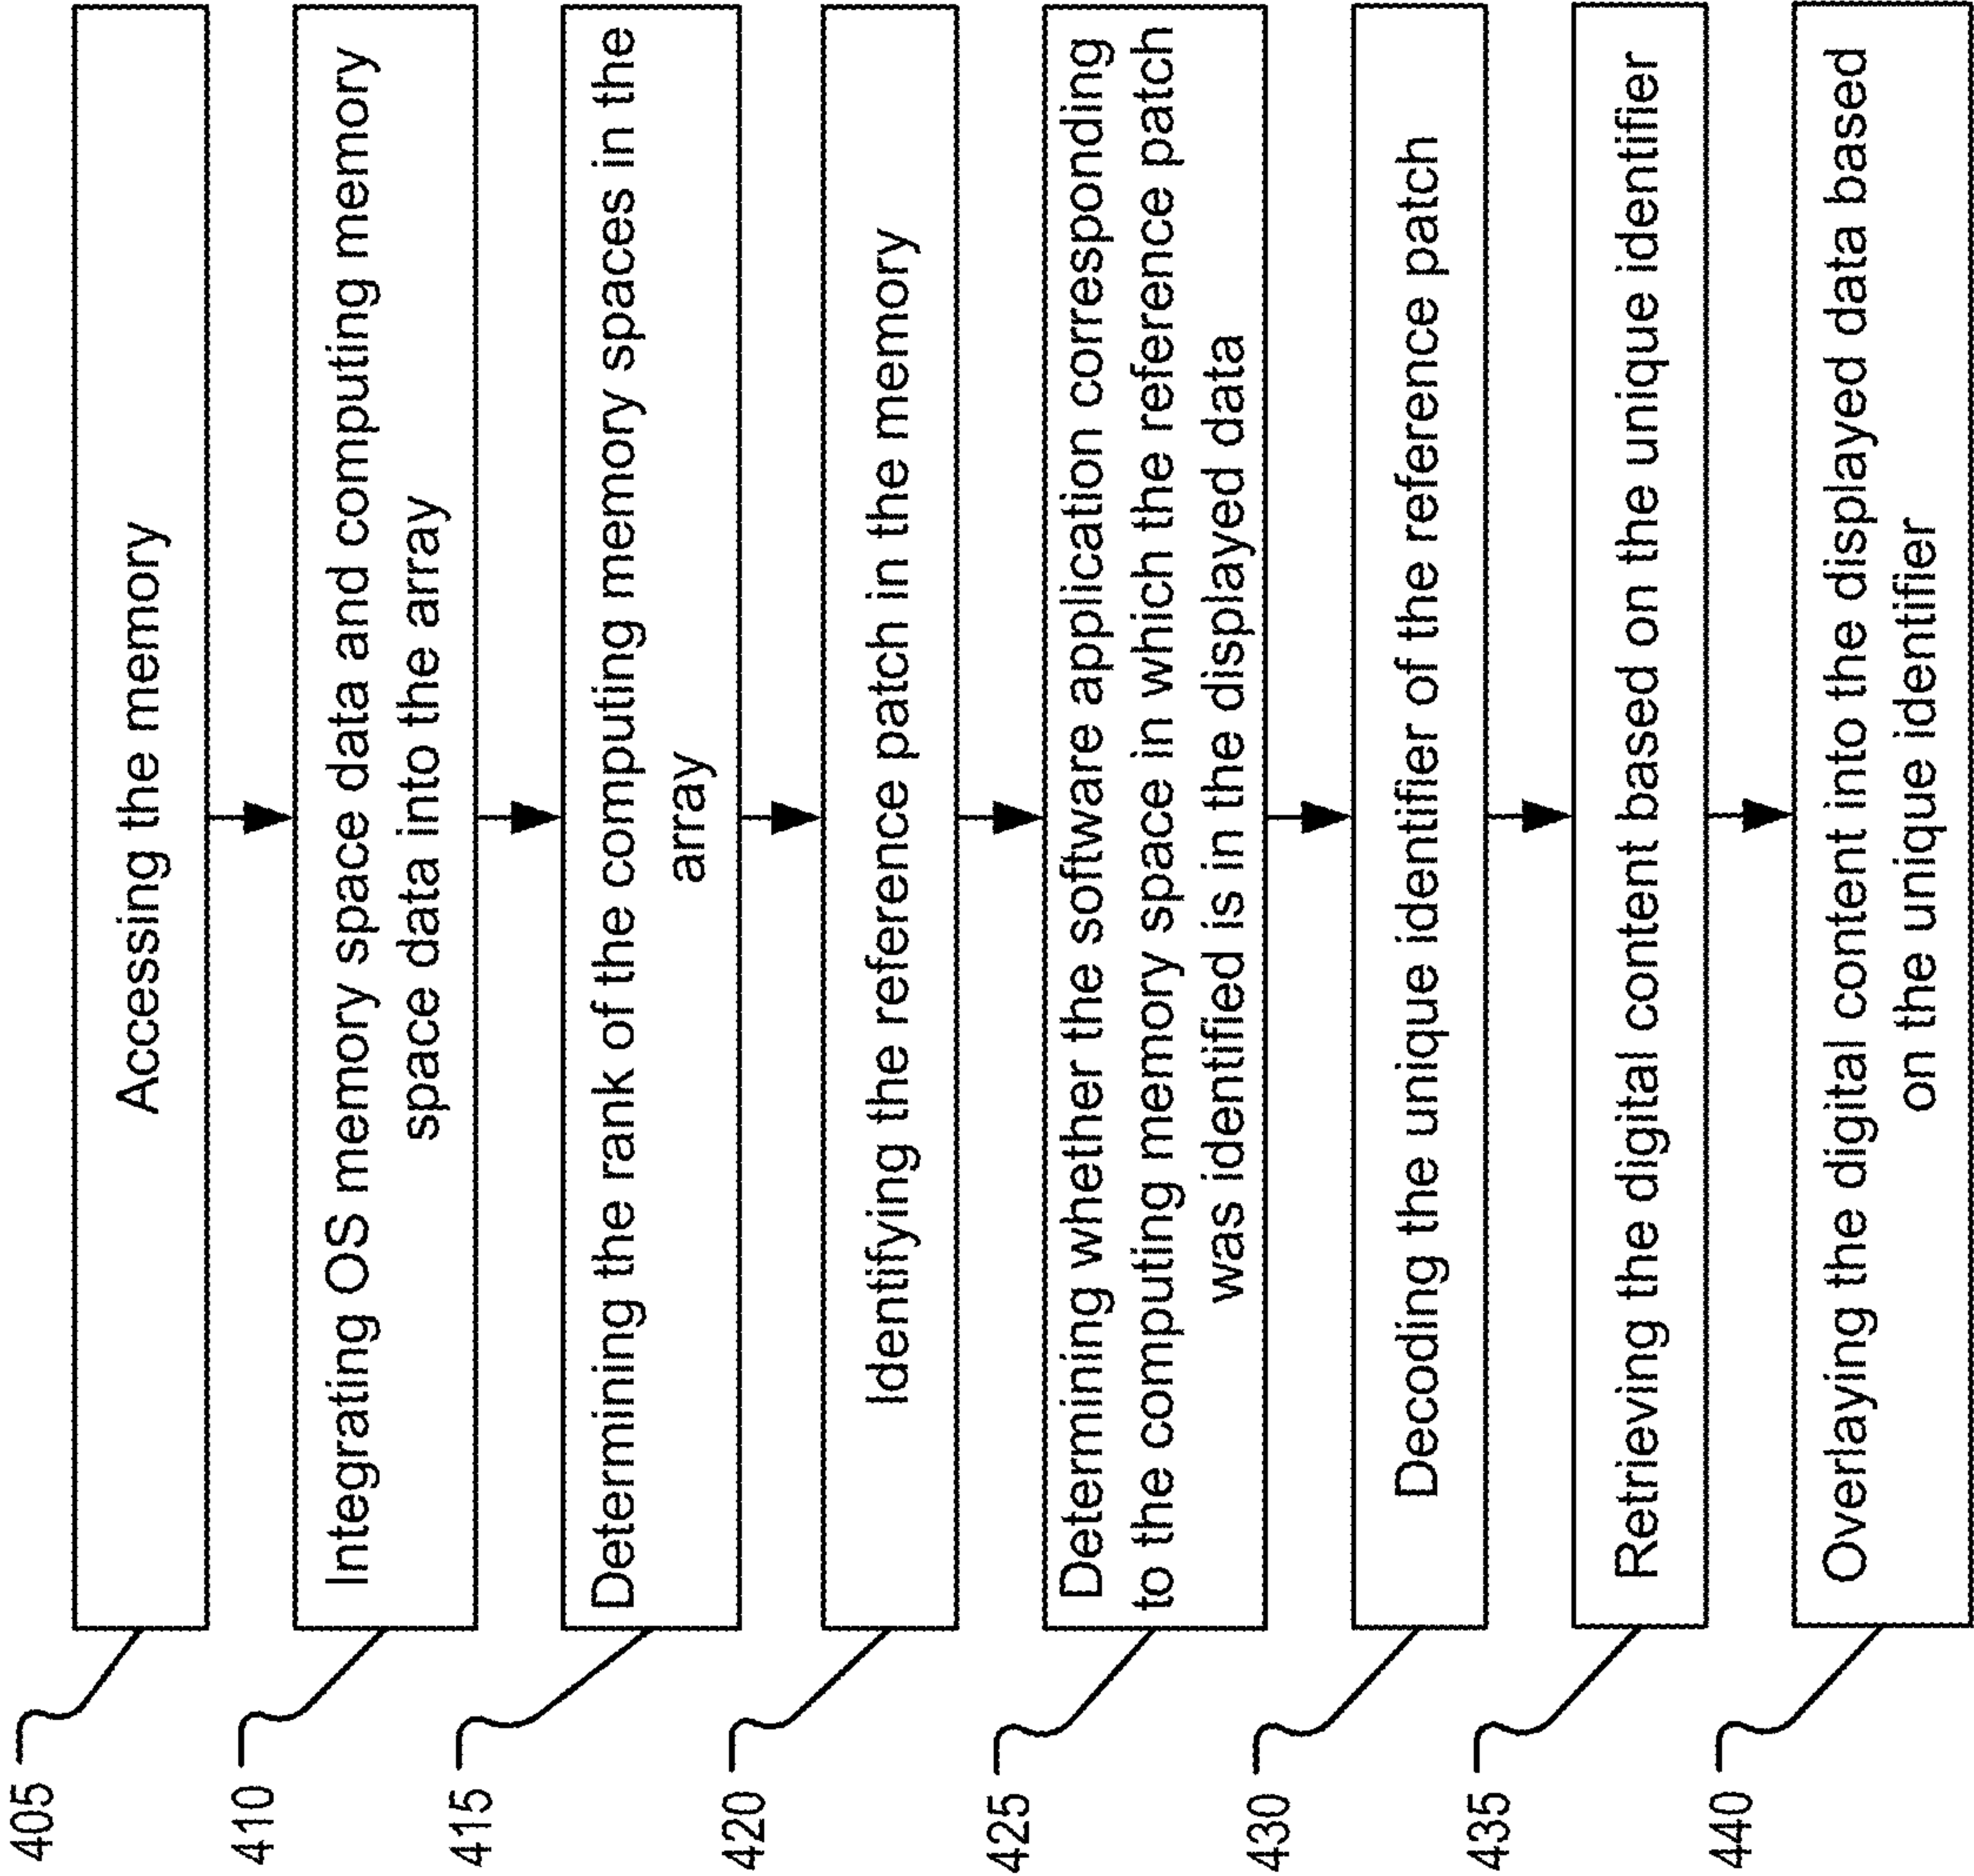 405
Accessing the memory
410
Integrating OS memory space data and computing memory
space data into the array
415
Determining the rank of the computing memory spaces in the
array
420
Identifying the reference patch in the memory
425
Determining whether the software application corresponding
to the computing memory space in which the reference patch
was identified is in the displayed data
430
Decoding the unique identifier of the reference patch
435
Retrieving the digital content based on the unique identifier
440
Overlaying the digital content into the displayed data based
on the unique identifier